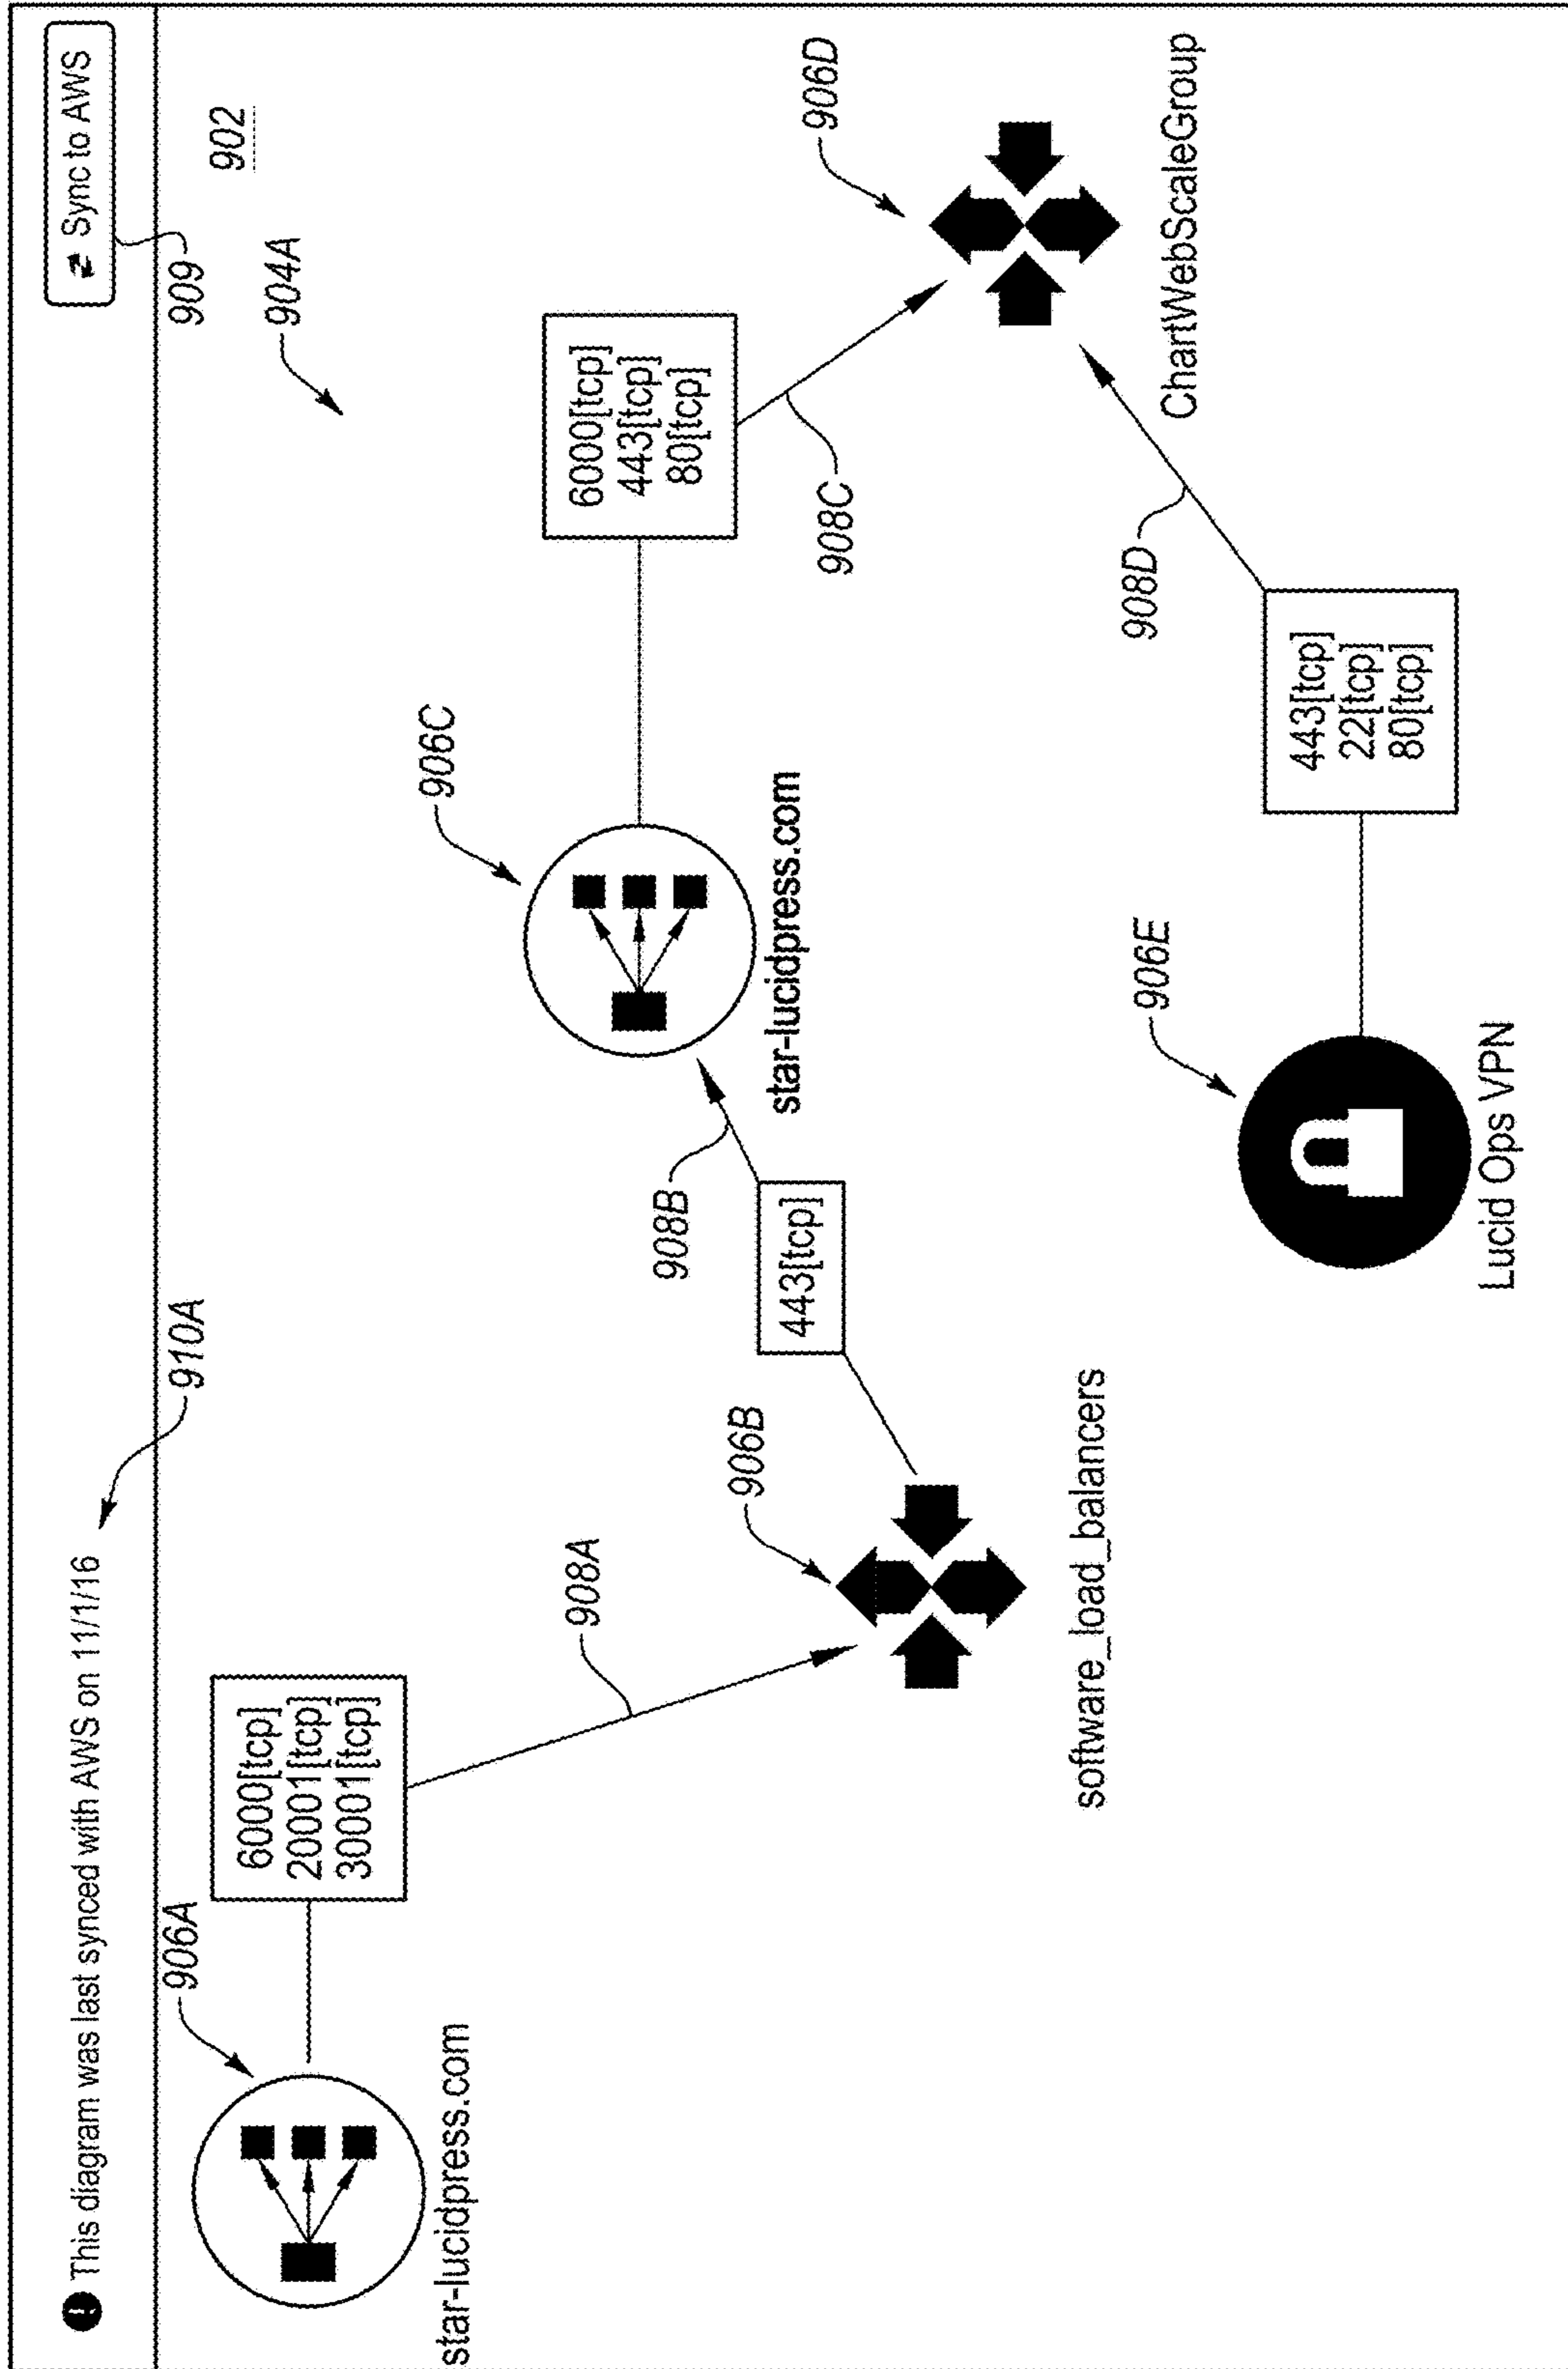 This diagram was last synced with AWS on 11/1/16
Sync to AWS
910A
909
902
904A
906A
6000[tcp]
20001[tcp]
30001[tcp]
star-lucidpress.com
908A
906B
software_load_balancers
443[tcp]
908B
906C
star-lucidpress.com
6000[tcp]
443[tcp]
80[tcp]
908C
906D
ChartWebScaleGroup
908D
906E
443[tcp]
22[tcp]
80[tcp]
Lucid Ops VPN